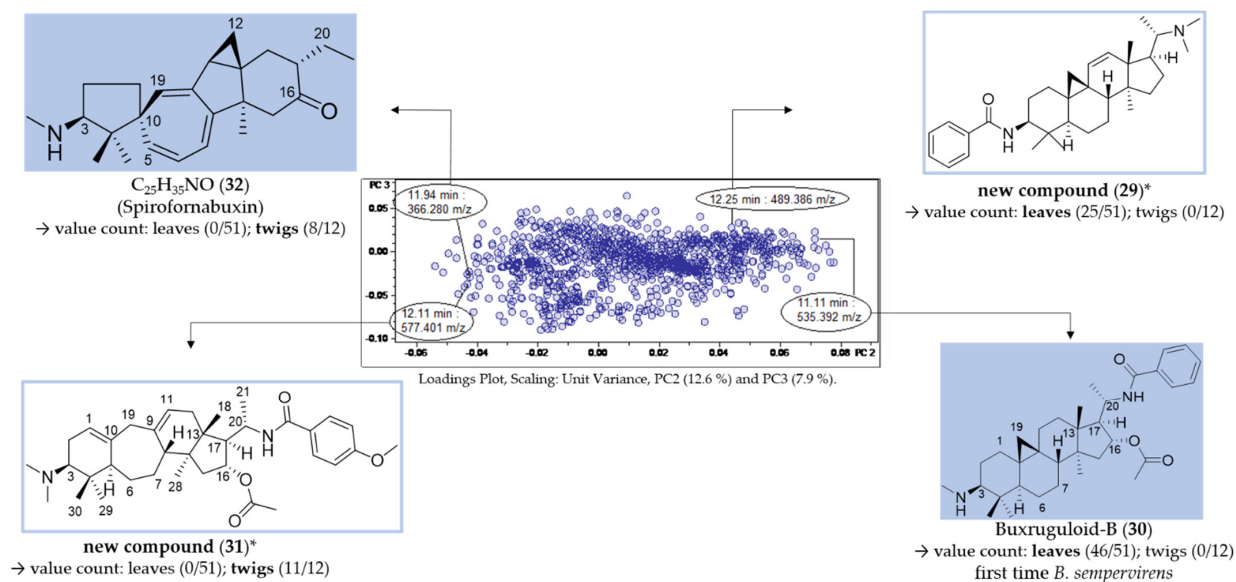 12
20
19
16
O
3
10
N
H
5
C25H35NO (32)
(Spirofornabuxin)
→ value count: leaves (0/51); twigs (8/12)
N
H
H
O
N
H
H
new compound (29)*
→ value count: leaves (25/51); twigs (0/12)
PC 3
0.05
0.00
-0.05
-0.10
-0.06
-0.04
-0.02
0.00
0.02
0.04
0.06
0.08 PC 2
11.94 min :
366.280 m/z
12.25 min : 489.386 m/z
12.11 min :
577.401 m/z
11.11 min :
535.392 m/z
Loadings Plot, Scaling: Unit Variance, PC2 (12.6 %) and PC3 (7.9 %).
21
11
18
20
O
1
19
9
10
13
N
H
H
17
H
O
3
N
H
16
O
7
28
6
30
29
O
new compound (31)*
→ value count: leaves (0/51); twigs (11/12)
O
20
N
H
19
13
17
H
1
H
16
O
O
3
N
H
7
H
6
Buxruguloid-B (30)
→ value count: leaves (46/51); twigs (0/12)
first time B. sempervirens